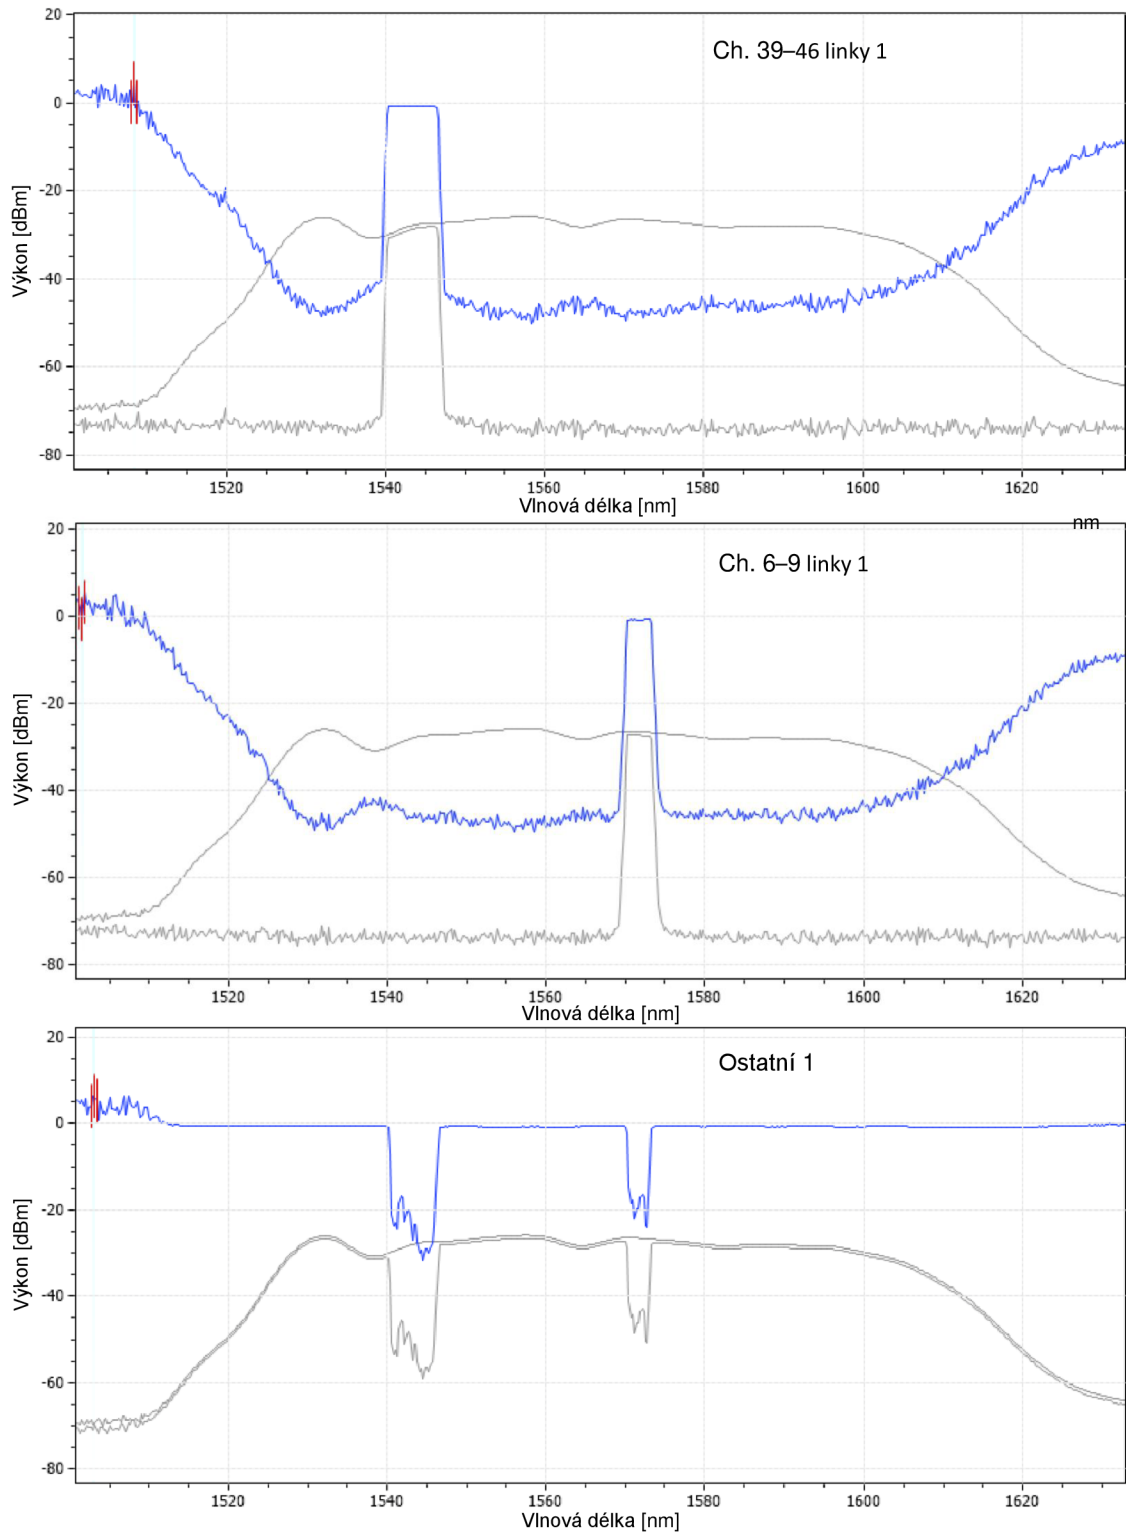 20
Ch. 39–46 linky 1
0
-20
-40
-60
-80
Výkon [dBm]
1520 1540 1560 1580 1600 1620
Vlnová délka [nm]
nm
20
Ch. 6–9 linky 1
0
-20
-40
-60
-80
Výkon [dBm]
1520 1540 1560 1580 1600 1620
Vlnová délka [nm]
20
Ostatní 1
0
-20
-40
-60
-80
Výkon [dBm]
1520 1540 1560 1580 1600 1620
Vlnová délka [nm]